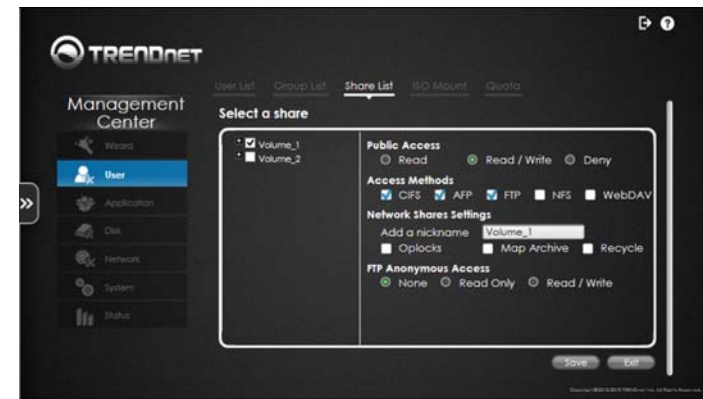 TRENDNET
User List Group List Share List ISO Mount Quota
Management
Center
Select a share
Wizard
User
Application
Disk
Network
System
Status
Volume_1
Volume_2
Public Access
Read Read / Write Deny
Access Methods
CIFS AFP FTP NFS WebDAV
Network Shares Settings
Add a nickname Volume_1
Oplocks Map Archive Recycle
FTP Anonymous Access
None Read Only Read / Write
Save Exit